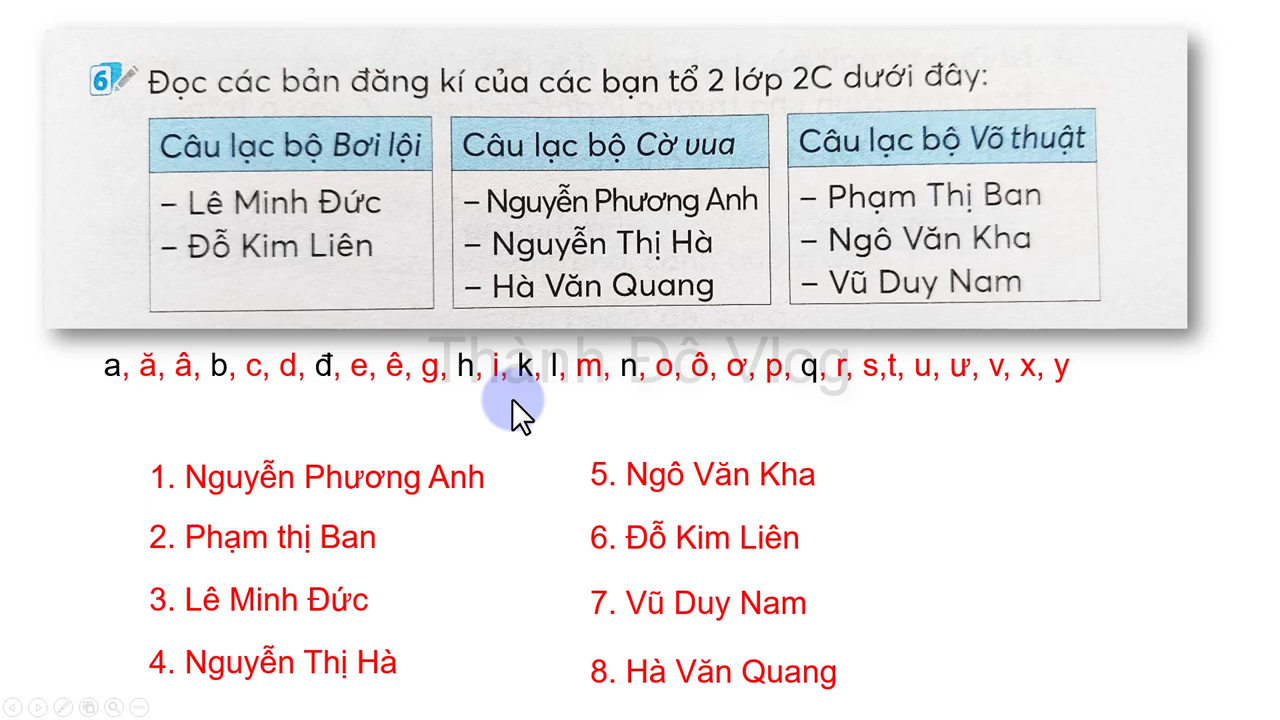 6 Đọc các bản đăng kí của các bạn tổ 2 lớp 2C dưới đây:
Câu lạc bộ Bơi lội
– Lê Minh Đức
– Đỗ Kim Liên
Câu lạc bộ Cờ vua
– Nguyễn Phương Anh
– Nguyễn Thị Hà
– Hà Văn Quang
Câu lạc bộ Võ thuật
– Phạm Thị Ban
– Ngô Văn Kha
– Vũ Duy Nam
Thành Đô Vlog
a, ă, â, b, c, d, đ, e, ê, g, h, i, k, l, m, n, o, ô, ơ, p, q, r, s,t, u, ư, v, x, y
1. Nguyễn Phương Anh
2. Phạm thị Ban
3. Lê Minh Đức
4. Nguyễn Thị Hà
5. Ngô Văn Kha
6. Đỗ Kim Liên
7. Vũ Duy Nam
8. Hà Văn Quang